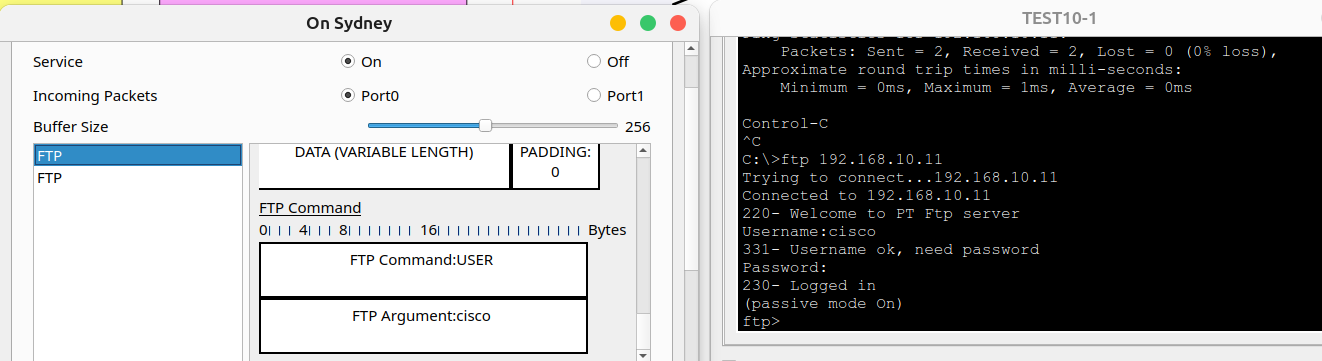 On Sydney
Service
On
Off
Incoming Packets
Port0
Port1
Buffer Size
256
FTP
FTP
DATA (VARIABLE LENGTH)
PADDING:
0
FTP Command
0 4 8 16 Bytes
FTP Command:USER
FTP Argument:cisco
TEST10-1
Packets: Sent = 2, Received = 2, Lost = 0 (0% loss),
Approximate round trip times in milli-seconds:
Minimum = 0ms, Maximum = 1ms, Average = 0ms
Control-C
^C
C:\>ftp 192.168.10.11
Trying to connect...192.168.10.11
Connected to 192.168.10.11
220- Welcome to PT Ftp server
Username:cisco
331- Username ok, need password
Password:
230- Logged in
(passive mode On)
ftp>